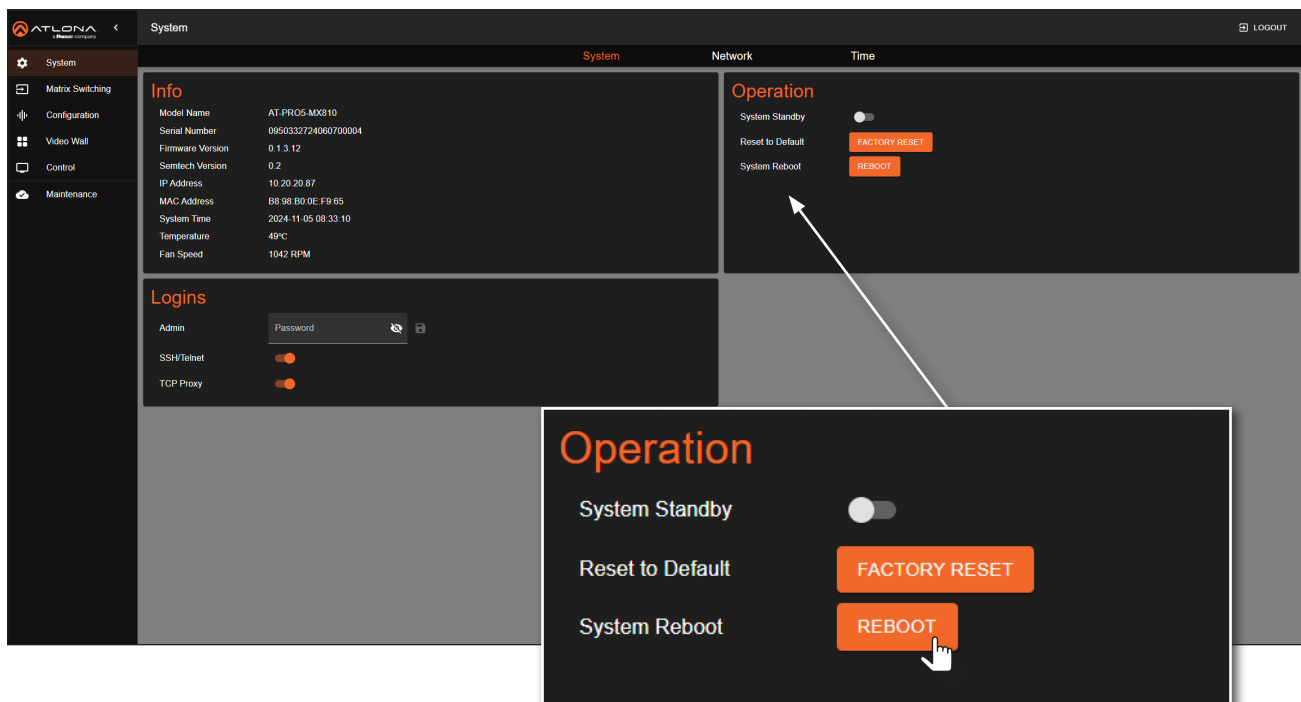 ATLONA
a Panduit company
System
LOGOUT
System
Matrix Switching
Configuration
Video Wall
Control
Maintenance
System Network Time
Info
Model Name AT-PRO5-MX810
Serial Number 0950332724060700004
Firmware Version 0.1.3.12
Semtech Version 0.2
IP Address 10.20.20.87
MAC Address B8:98:B0:0E:F9:65
System Time 2024-11-05 08:33:10
Temperature 49°C
Fan Speed 1042 RPM
Operation
System Standby
Reset to Default FACTORY RESET
System Reboot REBOOT
Logins
Admin Password
SSH/Telnet
TCP Proxy
Operation
System Standby
Reset to Default FACTORY RESET
System Reboot REBOOT